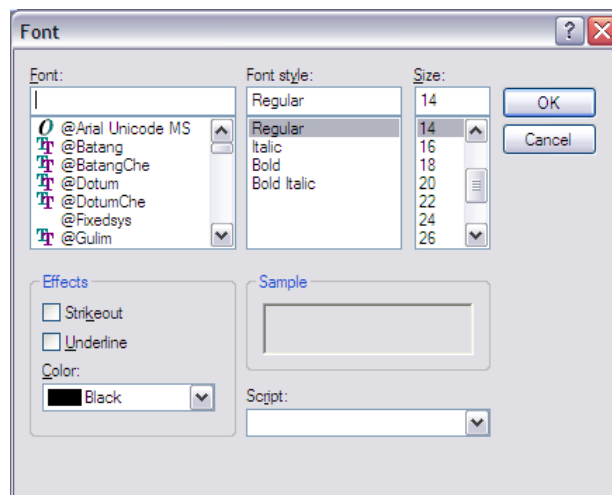 Font
Font:
Font style:
Size:
Regular
14
OK
Cancel
@Arial Unicode MS
@Batang
@BatangChe
@Dotum
@DotumChe
@Fixedsys
@Gulim
Regular
Italic
Bold
Bold Italic
14
16
18
20
22
24
26
Effects
Strikeout
Underline
Color:
Black
Sample
Script: